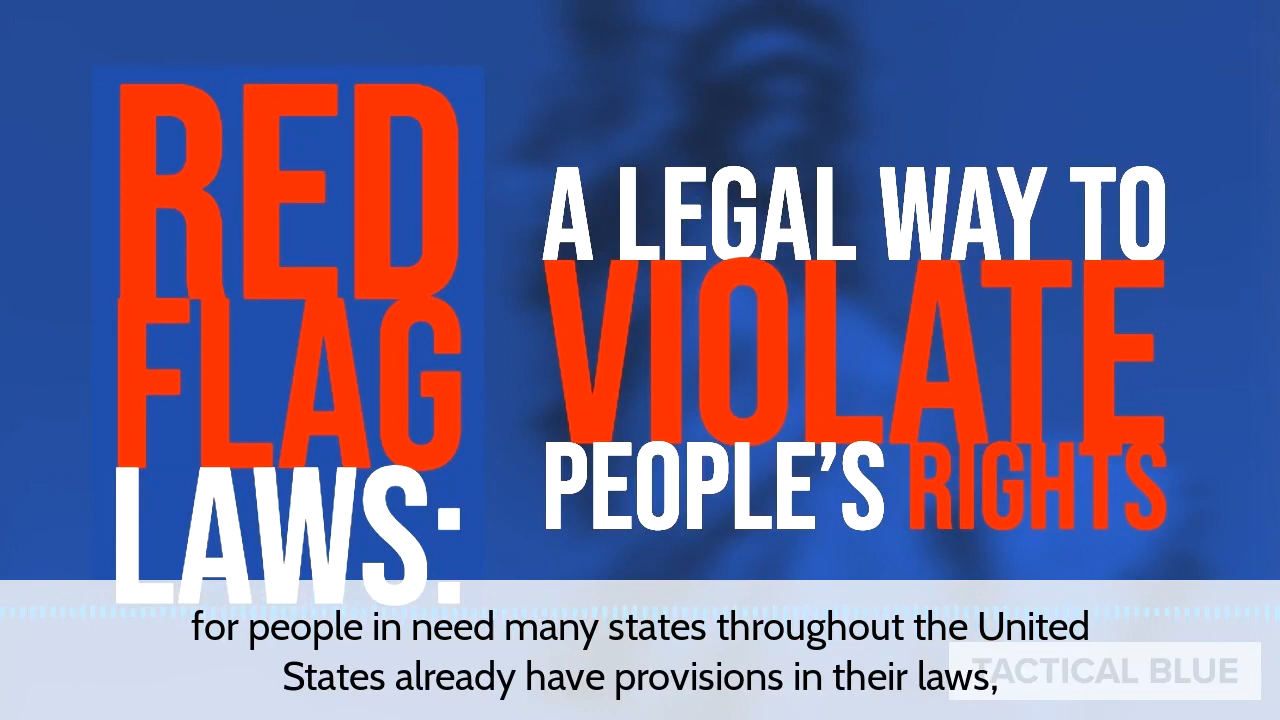 RED
FLAG
LAWS:
A LEGAL WAY TO
VIOLATE
PEOPLE’S RIGHTS
for people in need many states throughout the United
States already have provisions in their laws,
TACTICAL BLUE